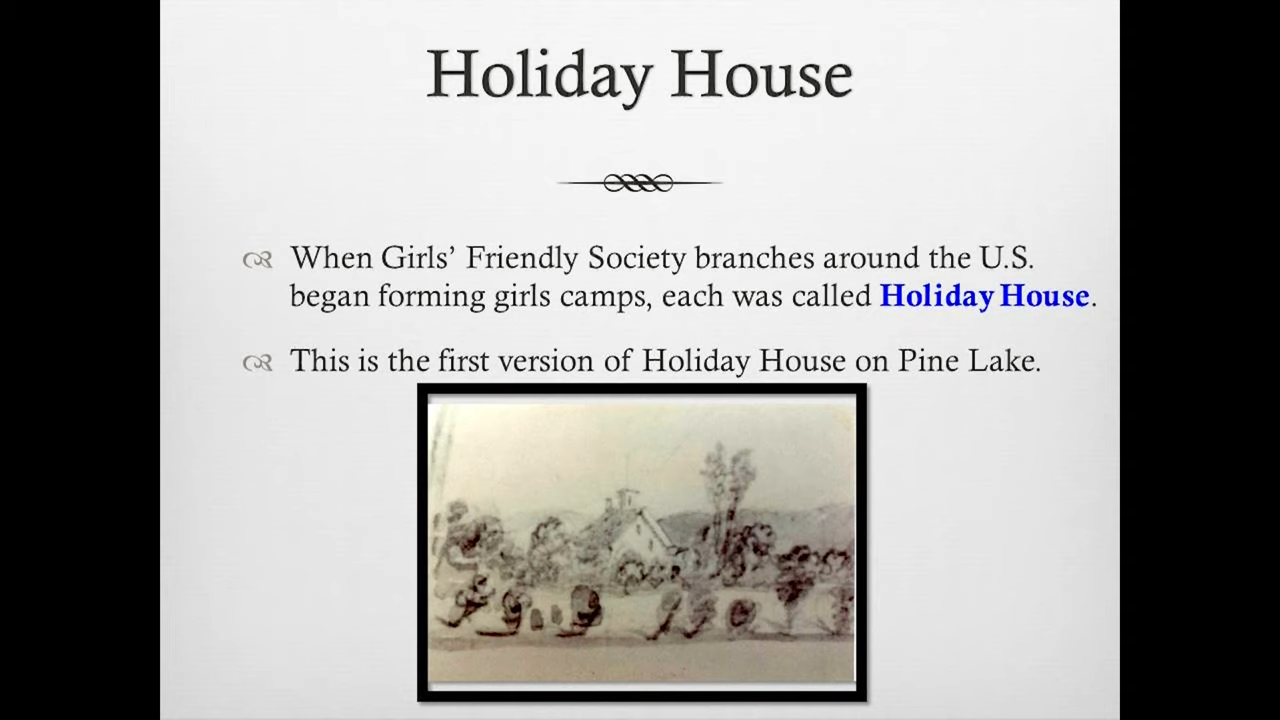 Holiday House
When Girls’ Friendly Society branches around the U.S.
began forming girls camps, each was called Holiday House.
This is the first version of Holiday House on Pine Lake.